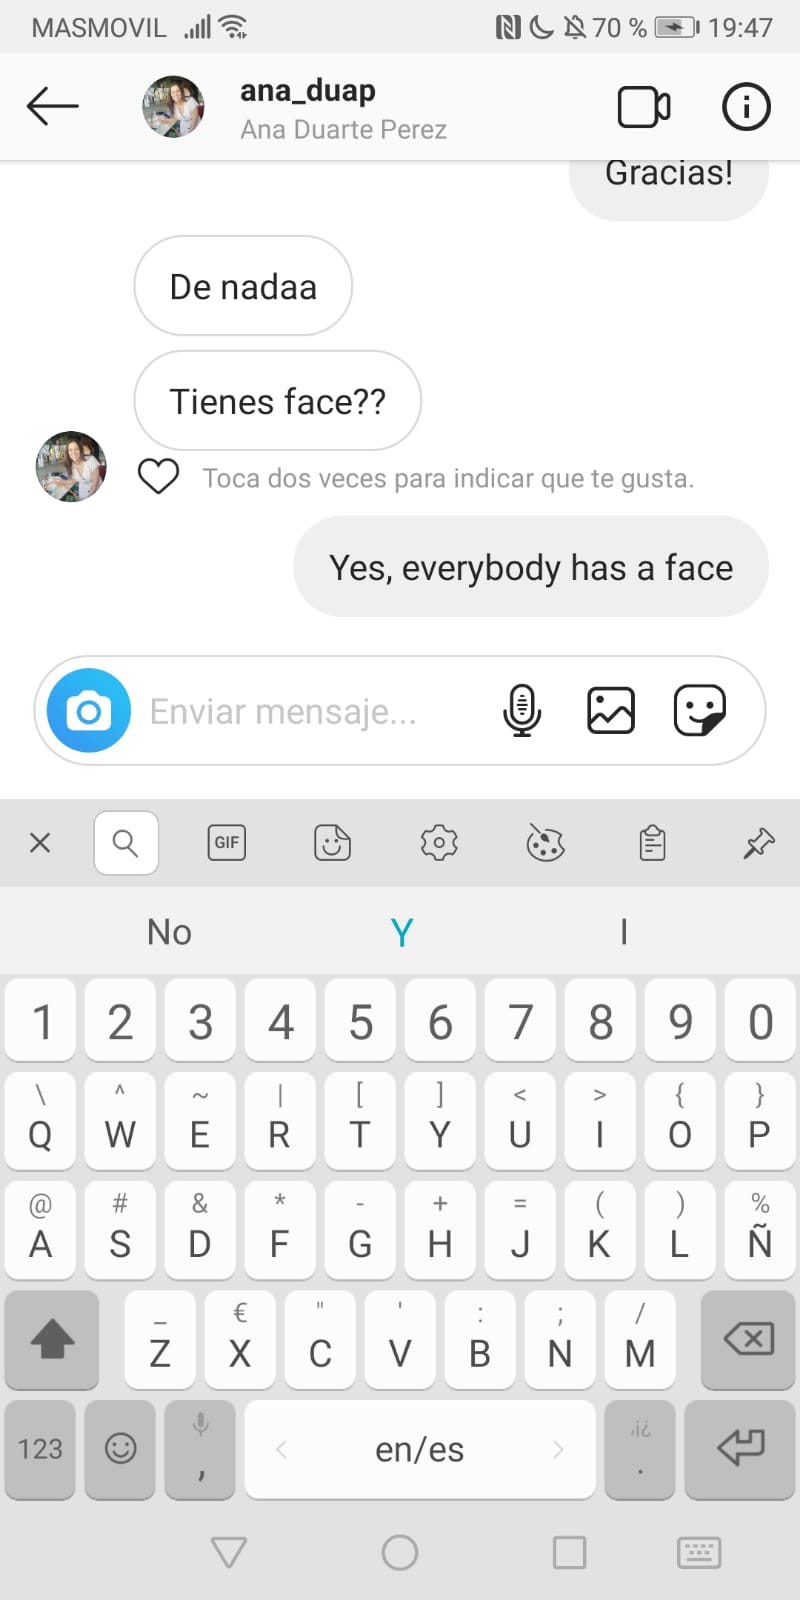 MASMOVIL 70 % 19:47
ana_duap
Ana Duarte Perez
Gracias!
De nadaa
Tienes face??
Toca dos veces para indicar que te gusta.
Yes, everybody has a face
Enviar mensaje...
GIF
No Y I
1 2 3 4 5 6 7 8 9 0
\ ^ ~ | [ ] < > { }
Q W E R T Y U I O P
@ # & * - + = ( ) %
A S D F G H J K L Ñ
_ € " ' : ; /
Z X C V B N M
123 , < en/es > ,¡¿ .